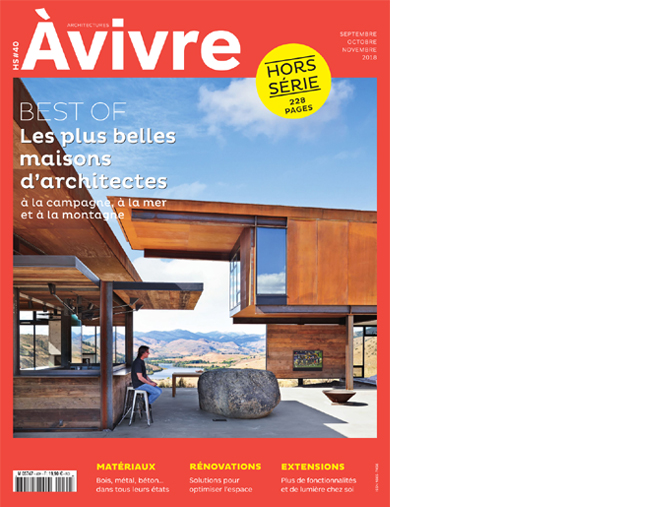 ARCHITECTURES
HS#40
Àvivre
SEPTEMBRE
OCTOBRE
NOVEMBRE
2018
HORS
SÉRIE
228
PAGES
BEST OF
Les plus belles
maisons
d'architectes
à la campagne, à la mer
et à la montagne
MATÉRIAUX
Bois, métal, béton...
dans tous leurs états
RÉNOVATIONS
Solutions pour
optimiser l'espace
EXTENSIONS
Plus de fonctionnalités
et de lumière chez soi